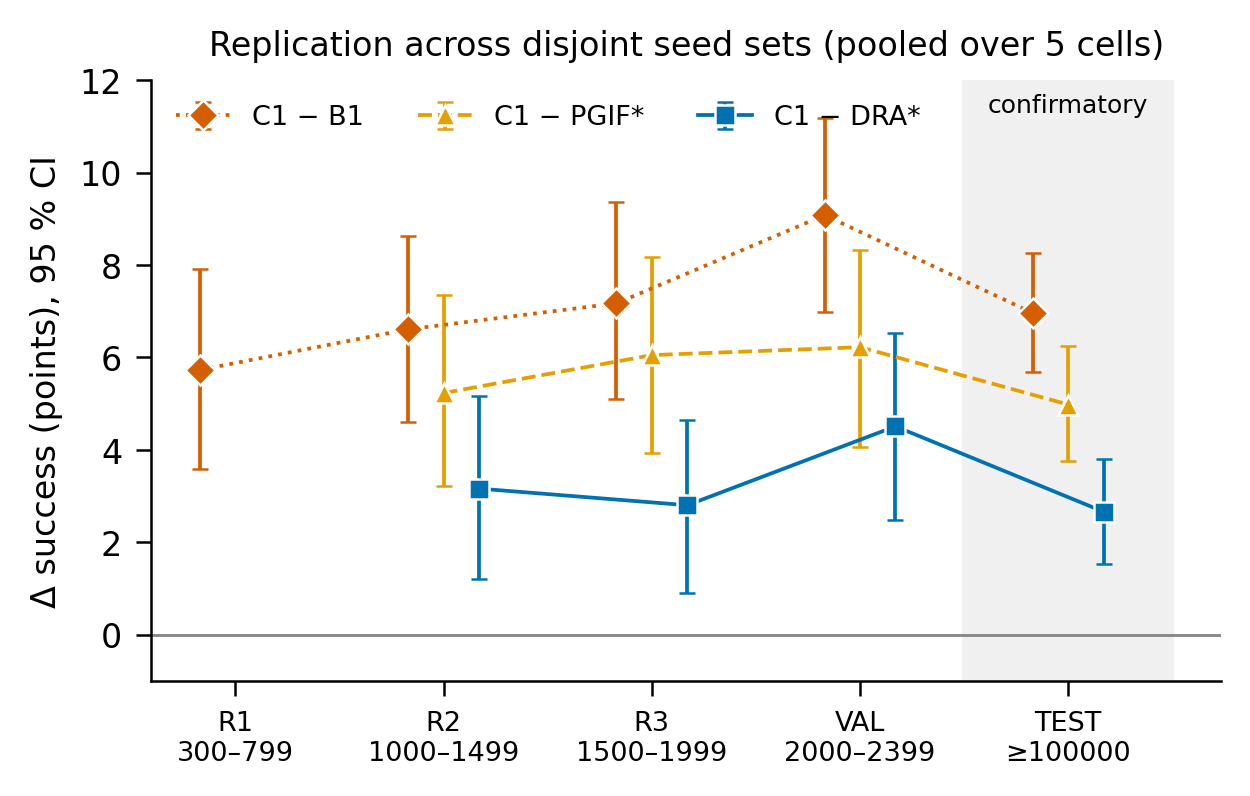 Replication across disjoint seed sets (pooled over 5 cells)
C1 − B1
C1 − PGIF*
C1 − DRA*
confirmatory
Δ success (points), 95 % CI
12
10
8
6
4
2
0
R1
300–799
R2
1000–1499
R3
1500–1999
VAL
2000–2399
TEST
≥100000